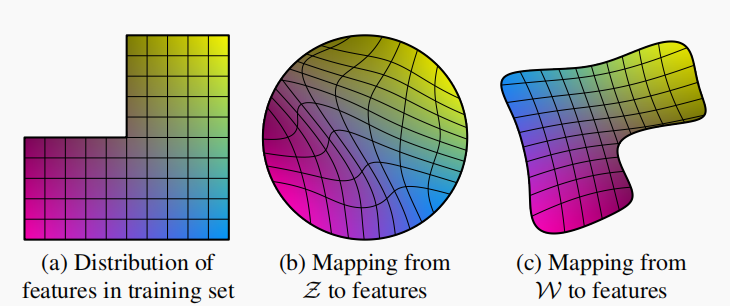 (a) Distribution of
features in training set
(b) Mapping from
𝒵 to features
(c) Mapping from
𝒲 to features